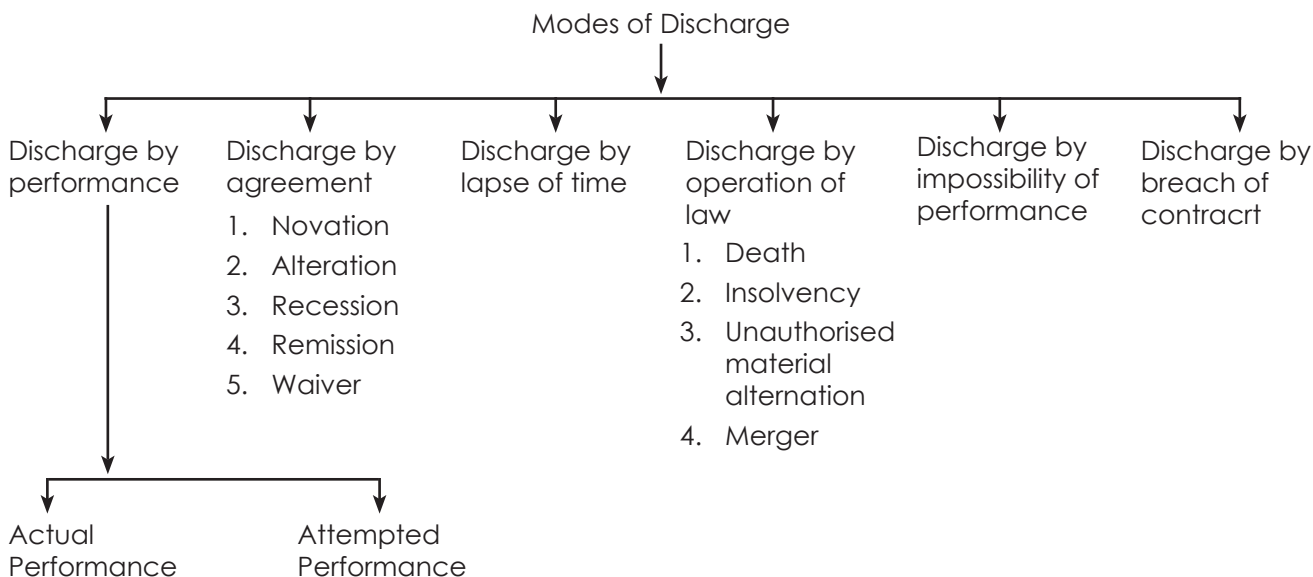 Modes of Discharge
Discharge by
performance
Discharge by
agreement
1. Novation
2. Alteration
3. Recession
4. Remission
5. Waiver
Discharge by
lapse of time
Discharge by
operation of
law
1. Death
2. Insolvency
3. Unauthorised
material
alternation
4. Merger
Discharge by
impossibility of
performance
Discharge by
breach of
contracrt
Actual
Performance
Attempted
Performance